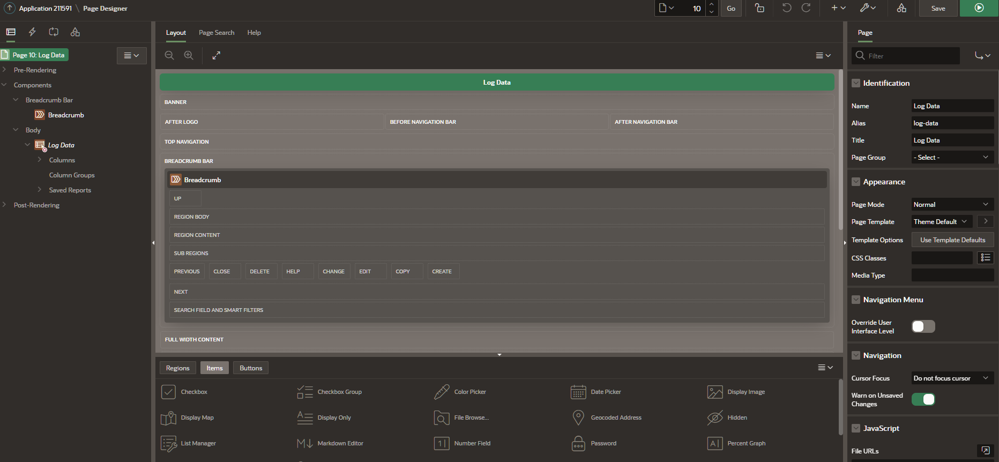 Application 211591 \ Page Designer
10
Go
Save
Layout
Page Search
Help
Page
Page 10: Log Data
Pre-Rendering
Components
Breadcrumb Bar
Breadcrumb
Body
Log Data
Columns
Column Groups
Saved Reports
Post-Rendering
Log Data
BANNER
AFTER LOGO
BEFORE NAVIGATION BAR
AFTER NAVIGATION BAR
TOP NAVIGATION
BREADCRUMB BAR
Breadcrumb
UP
REGION BODY
REGION CONTENT
SUB REGIONS
PREVIOUS
CLOSE
DELETE
HELP
CHANGE
EDIT
COPY
CREATE
NEXT
SEARCH FIELD AND SMART FILTERS
FULL WIDTH CONTENT
Regions
Items
Buttons
Checkbox
Checkbox Group
Color Picker
Date Picker
Display Image
Display Map
Display Only
File Browse...
Geocoded Address
Hidden
List Manager
Markdown Editor
Number Field
Password
Percent Graph
Filter
Identification
Name
Log Data
Alias
log-data
Title
Log Data
Page Group
- Select -
Appearance
Page Mode
Normal
Page Template
Theme Default
Template Options
Use Template Defaults
CSS Classes
Media Type
Navigation Menu
Override User
Interface Level
Navigation
Cursor Focus
Do not focus cursor
Warn on Unsaved
Changes
JavaScript
File URLs